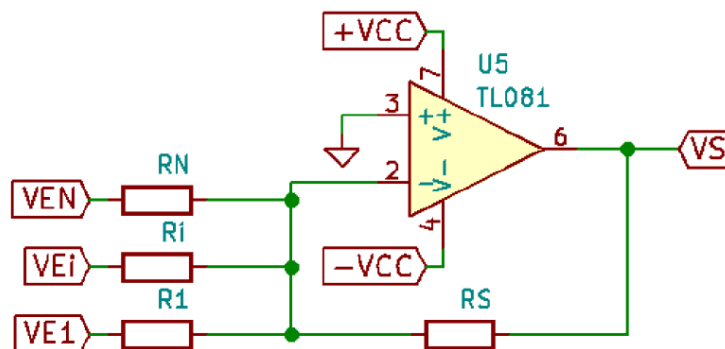 +VCC
U5
TL081
7
3
+
V+
6
VS
2
-
V-
4
-VCC
RN
VEN
Ri
VEi
R1
VE1
RS